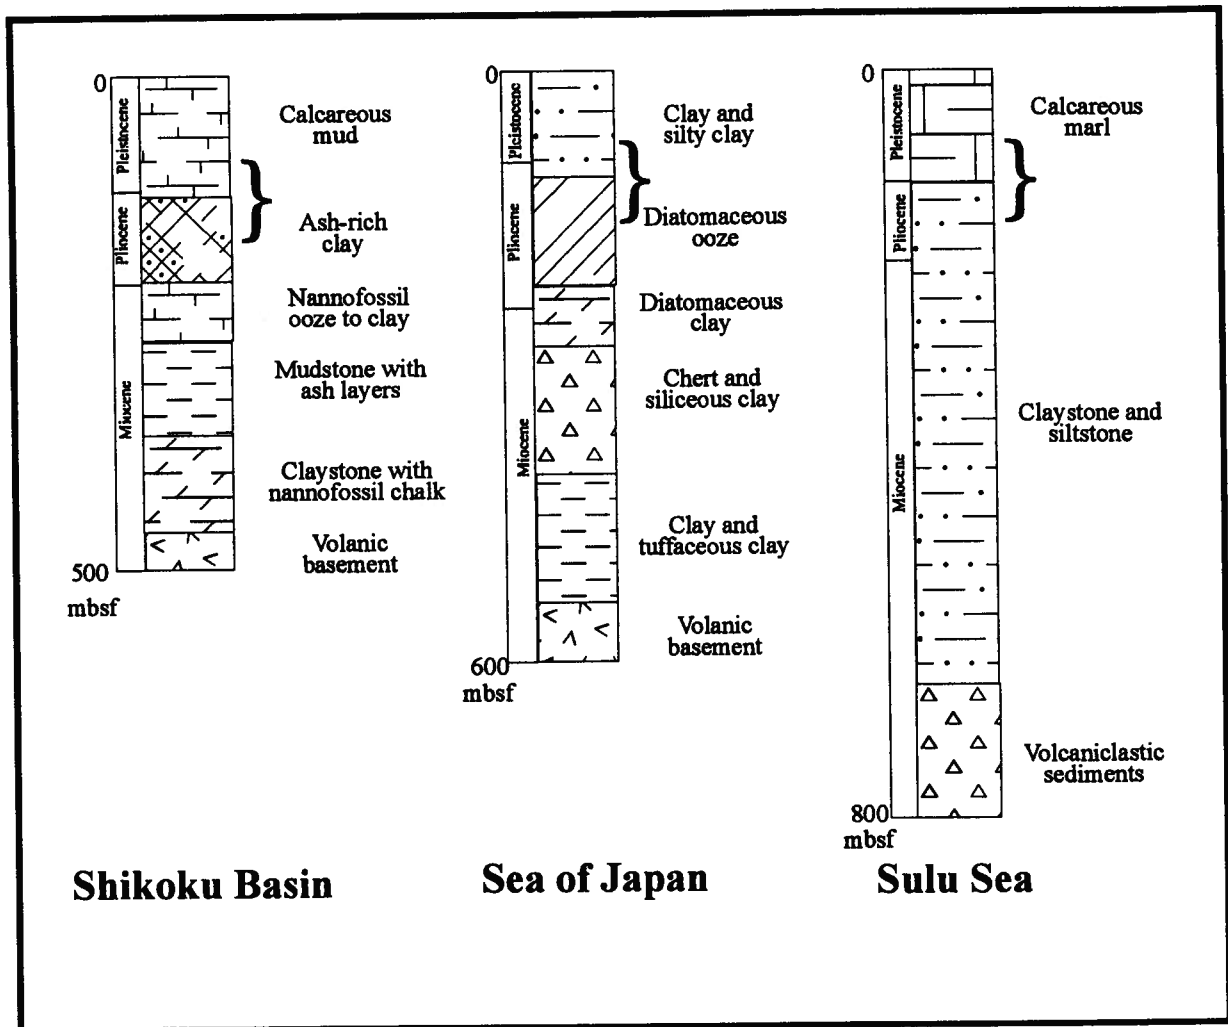 0
Pleistocene
Pliocene
Miocene
500
mbsf
Calcareous
mud
Ash-rich
clay
Nannofossil
ooze to clay
Mudstone with
ash layers
Claystone with
nannofossil chalk
Volanic
basement
Shikoku Basin
0
Pleistocene
Pliocene
Miocene
600
mbsf
Clay and
silty clay
Diatomaceous
ooze
Diatomaceous
clay
Chert and
siliceous clay
Clay and
tuffaceous clay
Volanic
basement
Sea of Japan
0
Pleistocene
Pliocene
Miocene
800
mbsf
Calcareous
marl
Claystone and
siltstone
Volcaniclastic
sediments
Sulu Sea